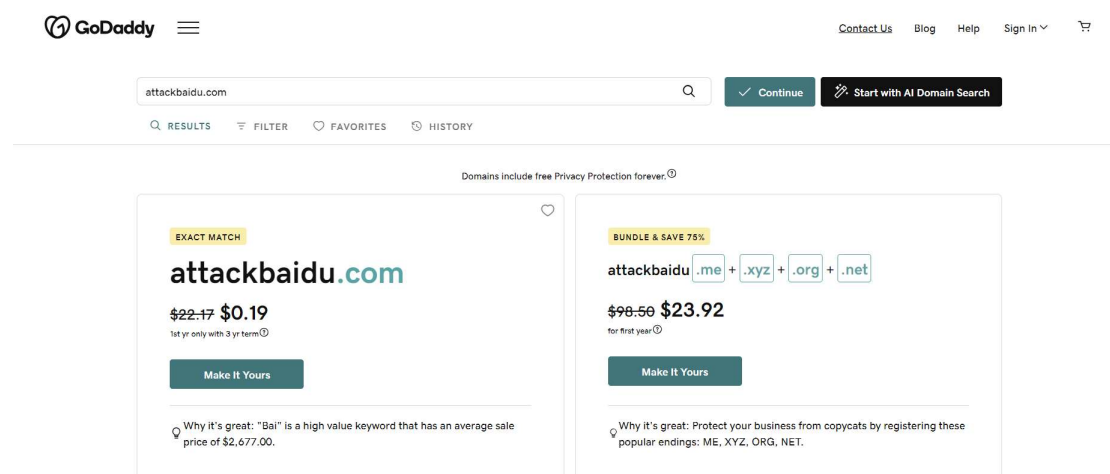 GoDaddy
Contact Us
Blog
Help
Sign In
attackbaidu.com
Continue
Start with AI Domain Search
RESULTS
FILTER
FAVORITES
HISTORY
Domains include free Privacy Protection forever.
EXACT MATCH
attackbaidu.com
$22.17 $0.19
1st yr only with 3 yr term
Make It Yours
Why it's great: "Bai" is a high value keyword that has an average sale
price of $2,677.00.
BUNDLE & SAVE 75%
attackbaidu .me + .xyz + .org + .net
$98.50 $23.92
for first year
Make It Yours
Why it's great: Protect your business from copycats by registering these
popular endings: ME, XYZ, ORG, NET.